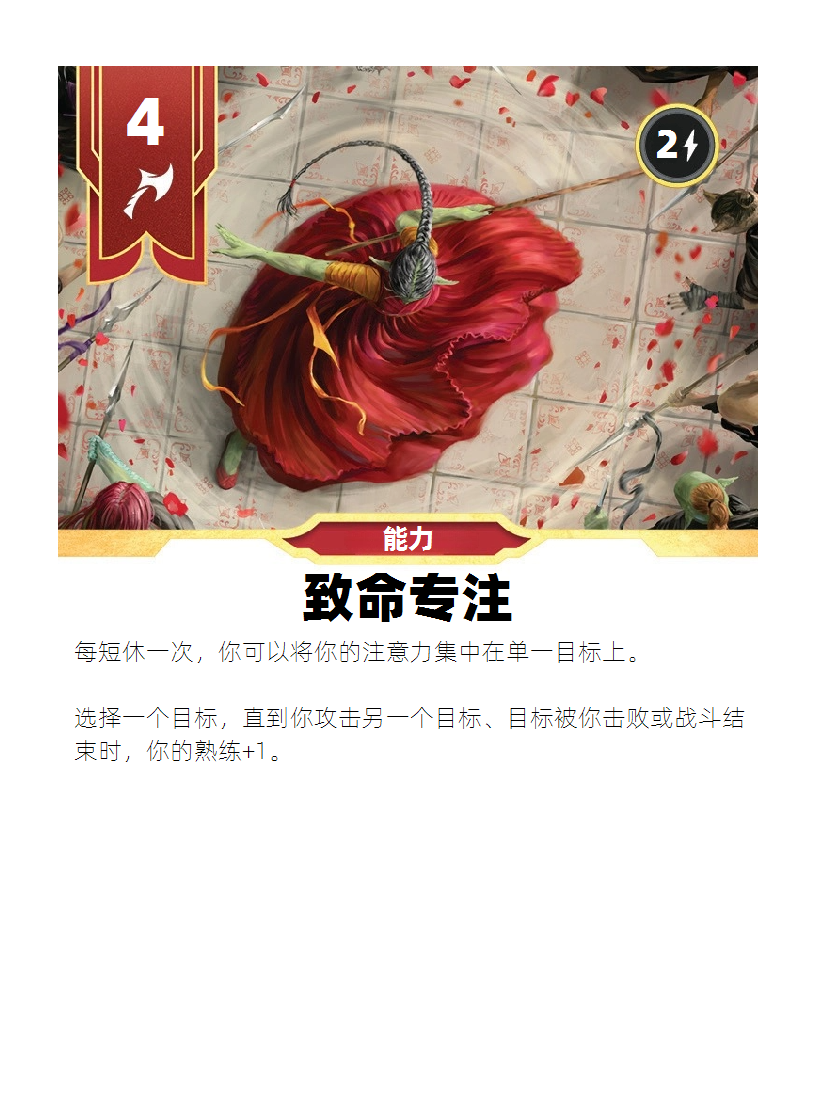 4
2
能力
致命专注
每短休一次，你可以将你的注意力集中在单一目标上。
选择一个目标，直到你攻击另一个目标、目标被你击败或战斗结
束时，你的熟练+1。